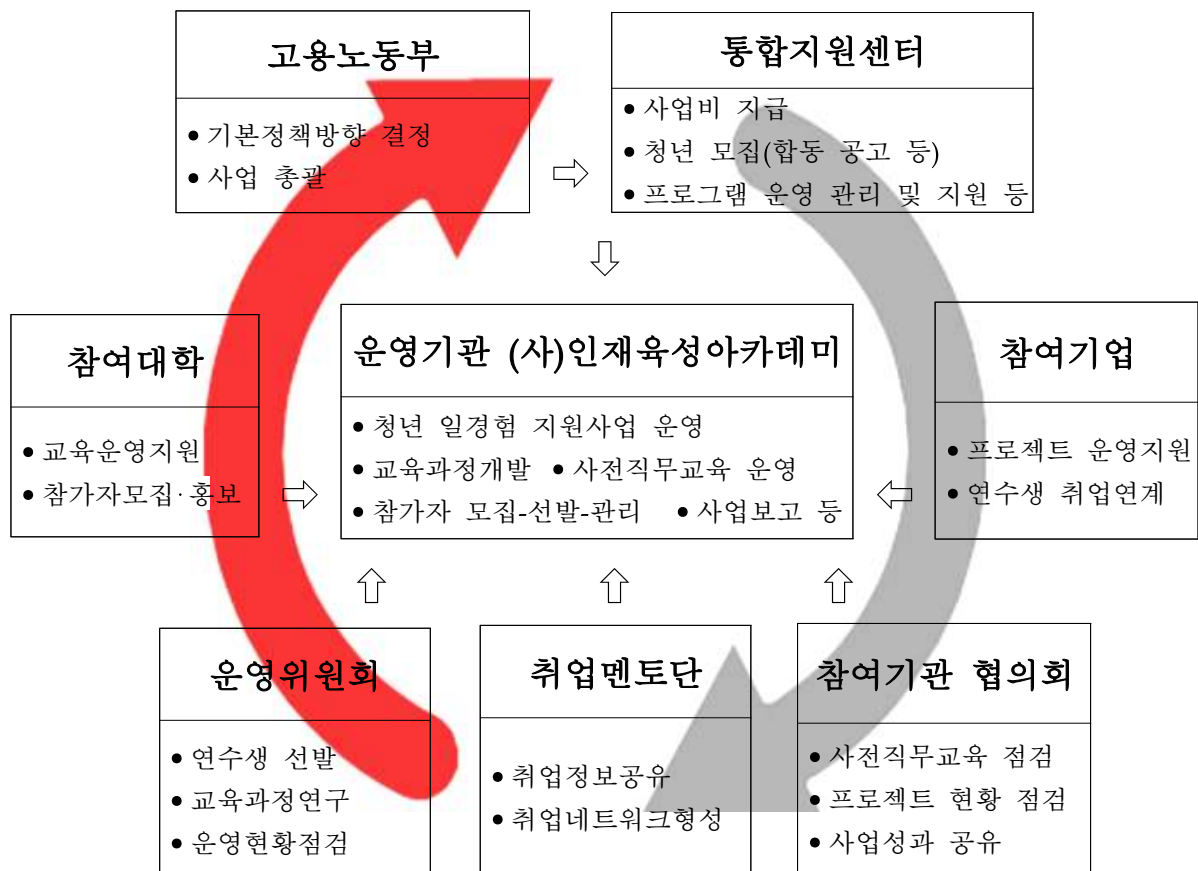 고용노동부
• 기본정책방향 결정
• 사업 총괄
통합지원센터
• 사업비 지급
• 청년 모집(합동 공고 등)
• 프로그램 운영 관리 및 지원 등
참여대학
• 교육운영지원
• 참가자모집·홍보
운영기관 (사)인재육성아카데미
• 청년 일경험 지원사업 운영
• 교육과정개발 • 사전직무교육 운영
• 참가자 모집-선발-관리 • 사업보고 등
참여기업
• 프로젝트 운영지원
• 연수생 취업연계
운영위원회
• 연수생 선발
• 교육과정연구
• 운영현황점검
취업멘토단
• 취업정보공유
• 취업네트워크형성
참여기관 협의회
• 사전직무교육 점검
• 프로젝트 현황 점검
• 사업성과 공유